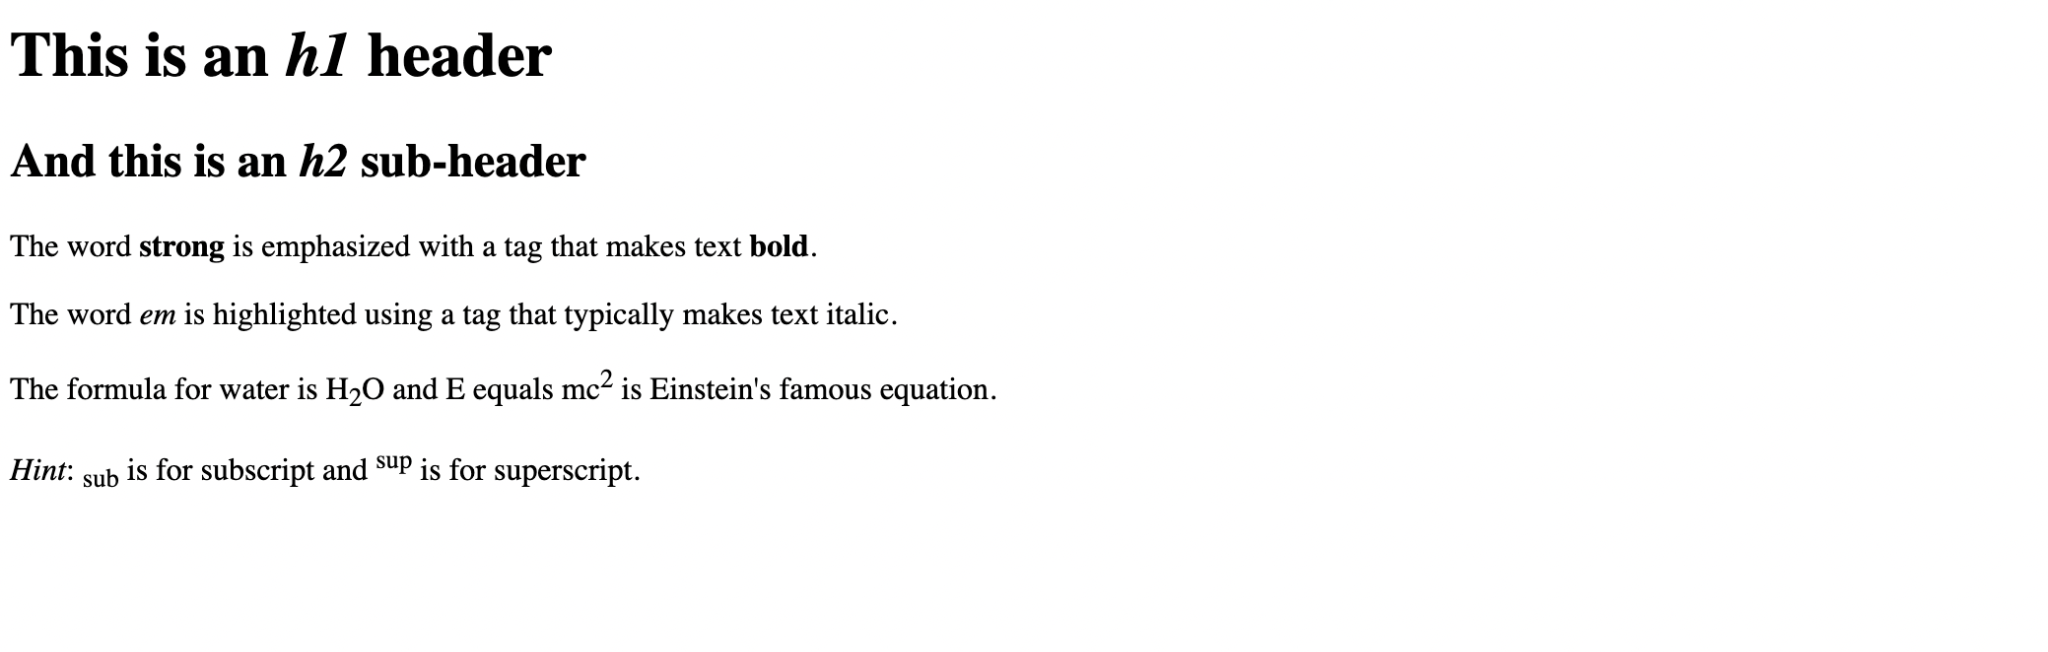 This is an h1 header
And this is an h2 sub-header
The word strong is emphasized with a tag that makes text bold.
The word em is highlighted using a tag that typically makes text italic.
The formula for water is H₂O and E equals mc² is Einstein's famous equation.
Hint: sub is for subscript and sup is for superscript.